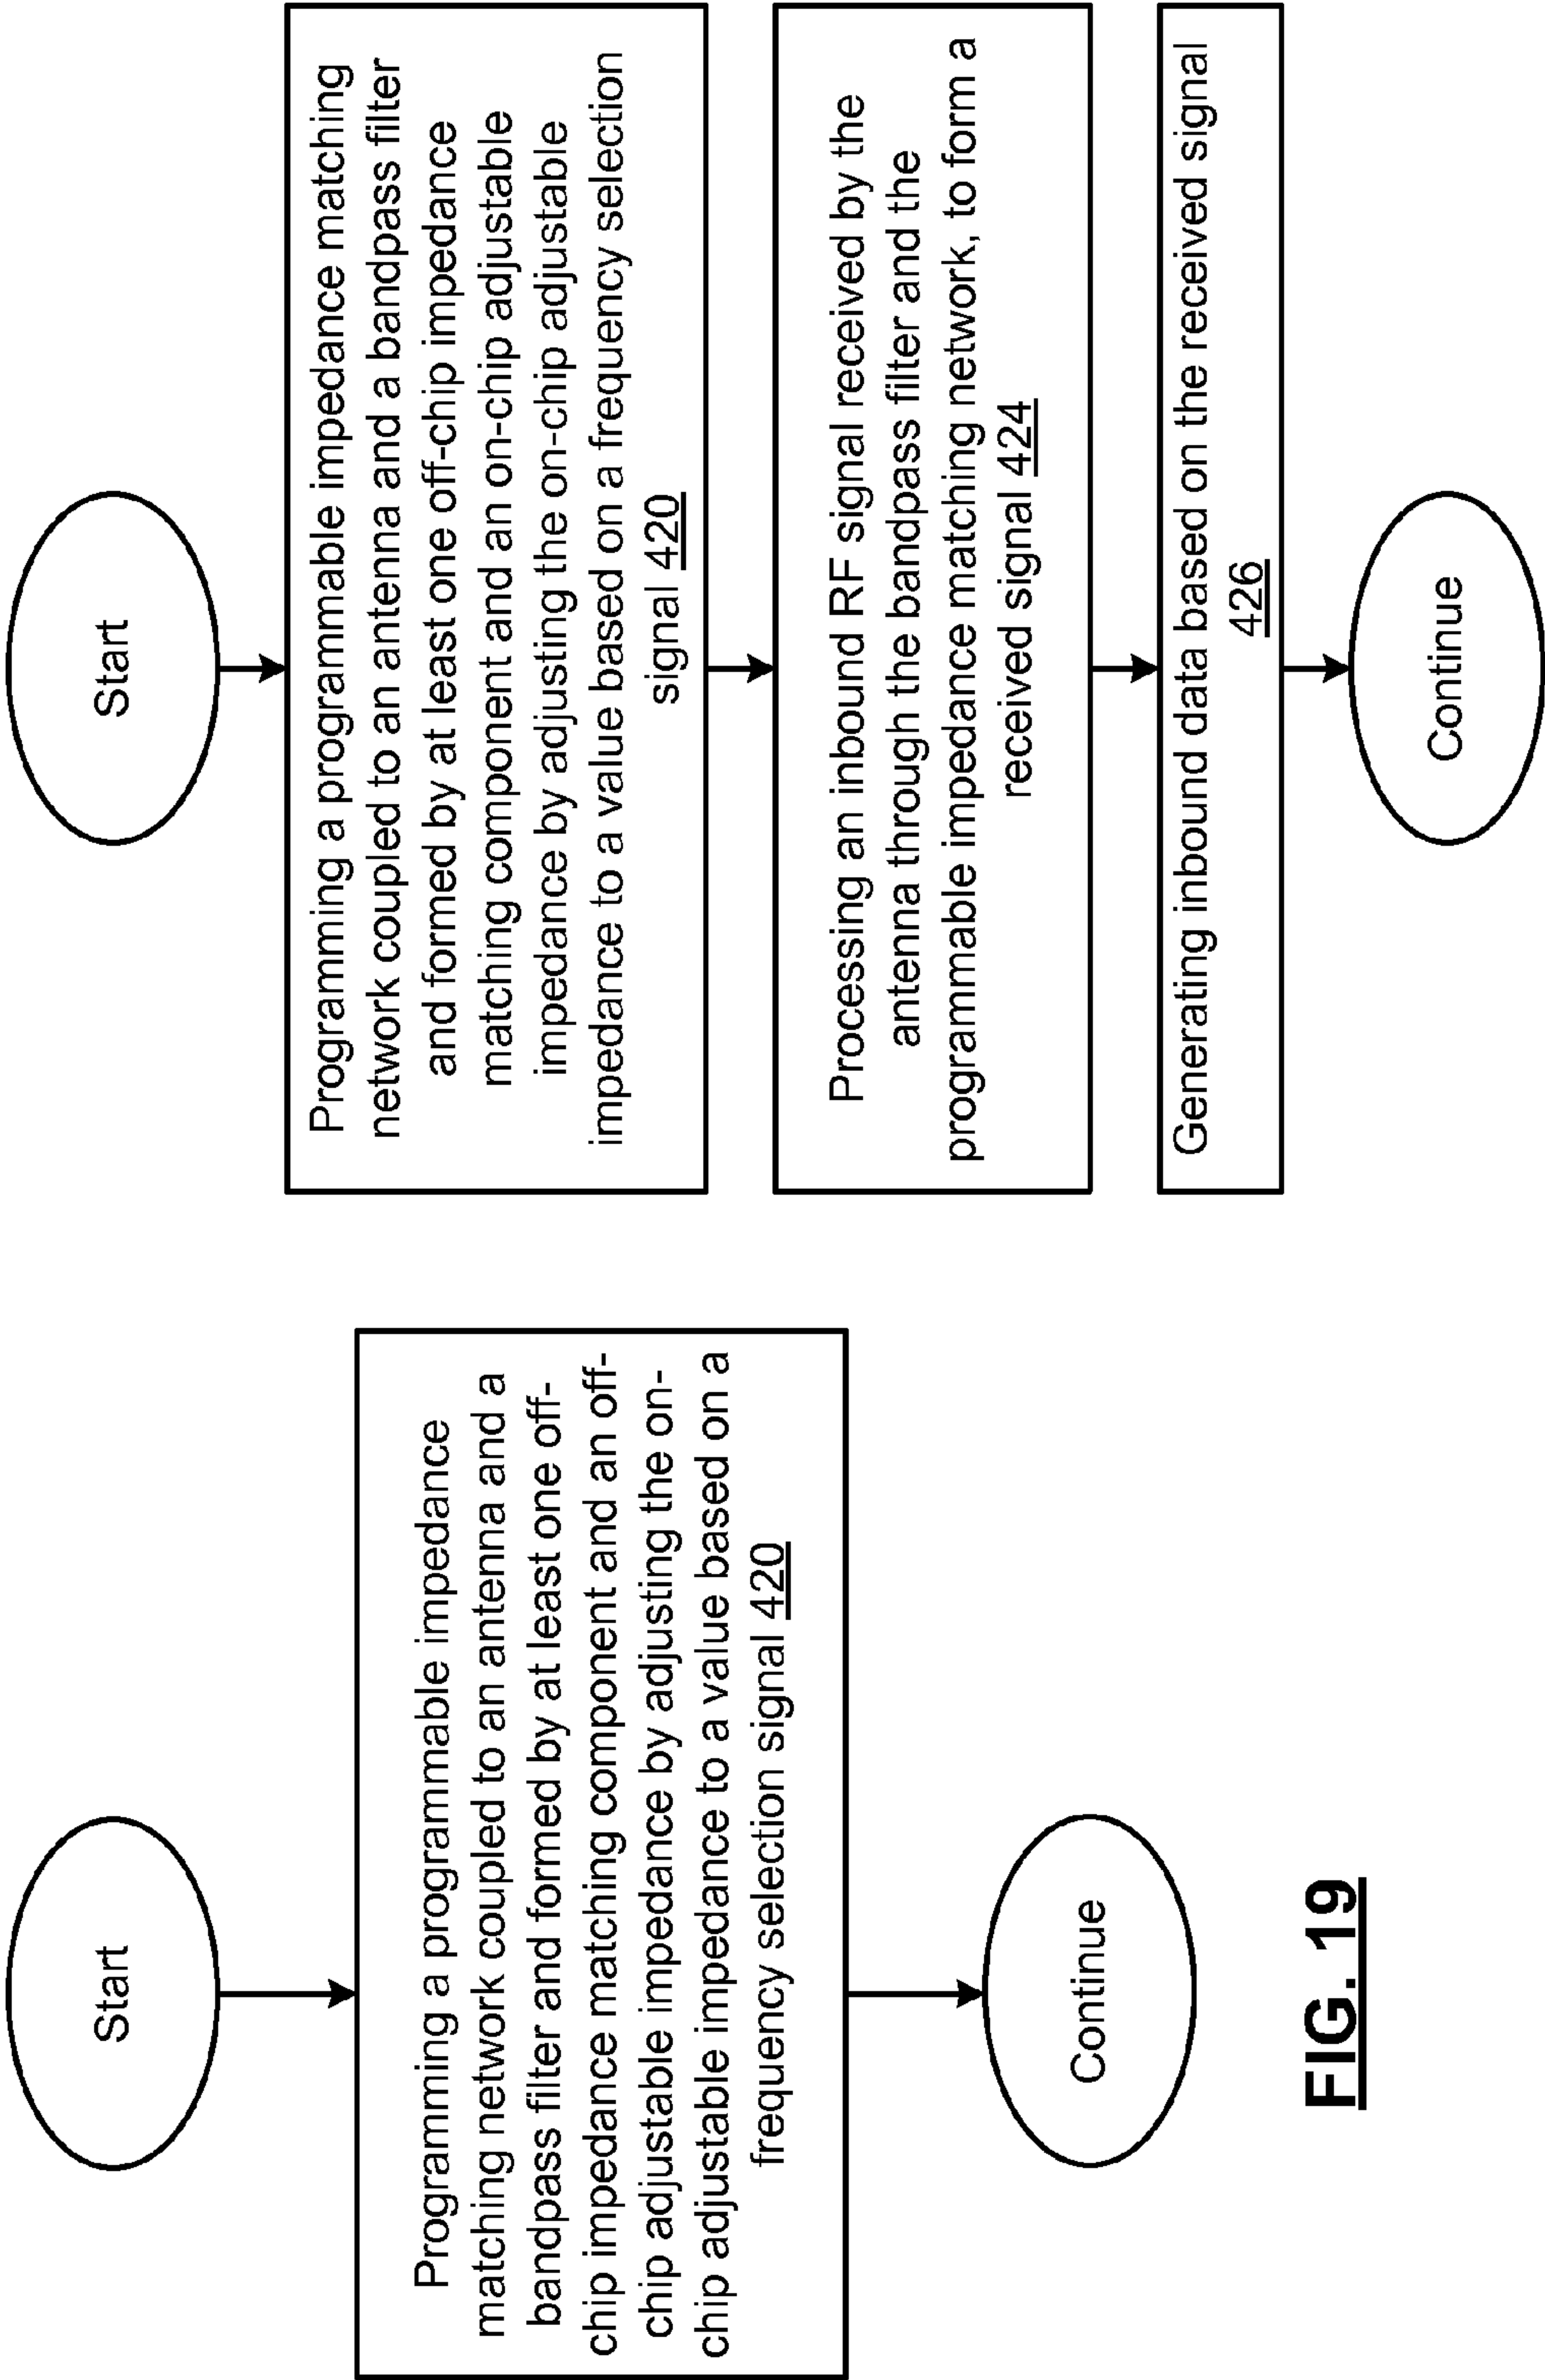 Start
Programming a programmable impedance
matching network coupled to an antenna and a
bandpass filter and formed by at least one off-
chip impedance matching component and an off-
chip adjustable impedance by adjusting the on-
chip adjustable impedance to a value based on a
frequency selection signal 420
Continue
FIG. 19
Start
Programming a programmable impedance matching
network coupled to an antenna and a bandpass filter
and formed by at least one off-chip impedance
matching component and an on-chip adjustable
impedance by adjusting the on-chip adjustable
impedance to a value based on a frequency selection
signal 420
Processing an inbound RF signal received by the
antenna through the bandpass filter and the
programmable impedance matching network, to form a
received signal 424
Generating inbound data based on the received signal
426
Continue